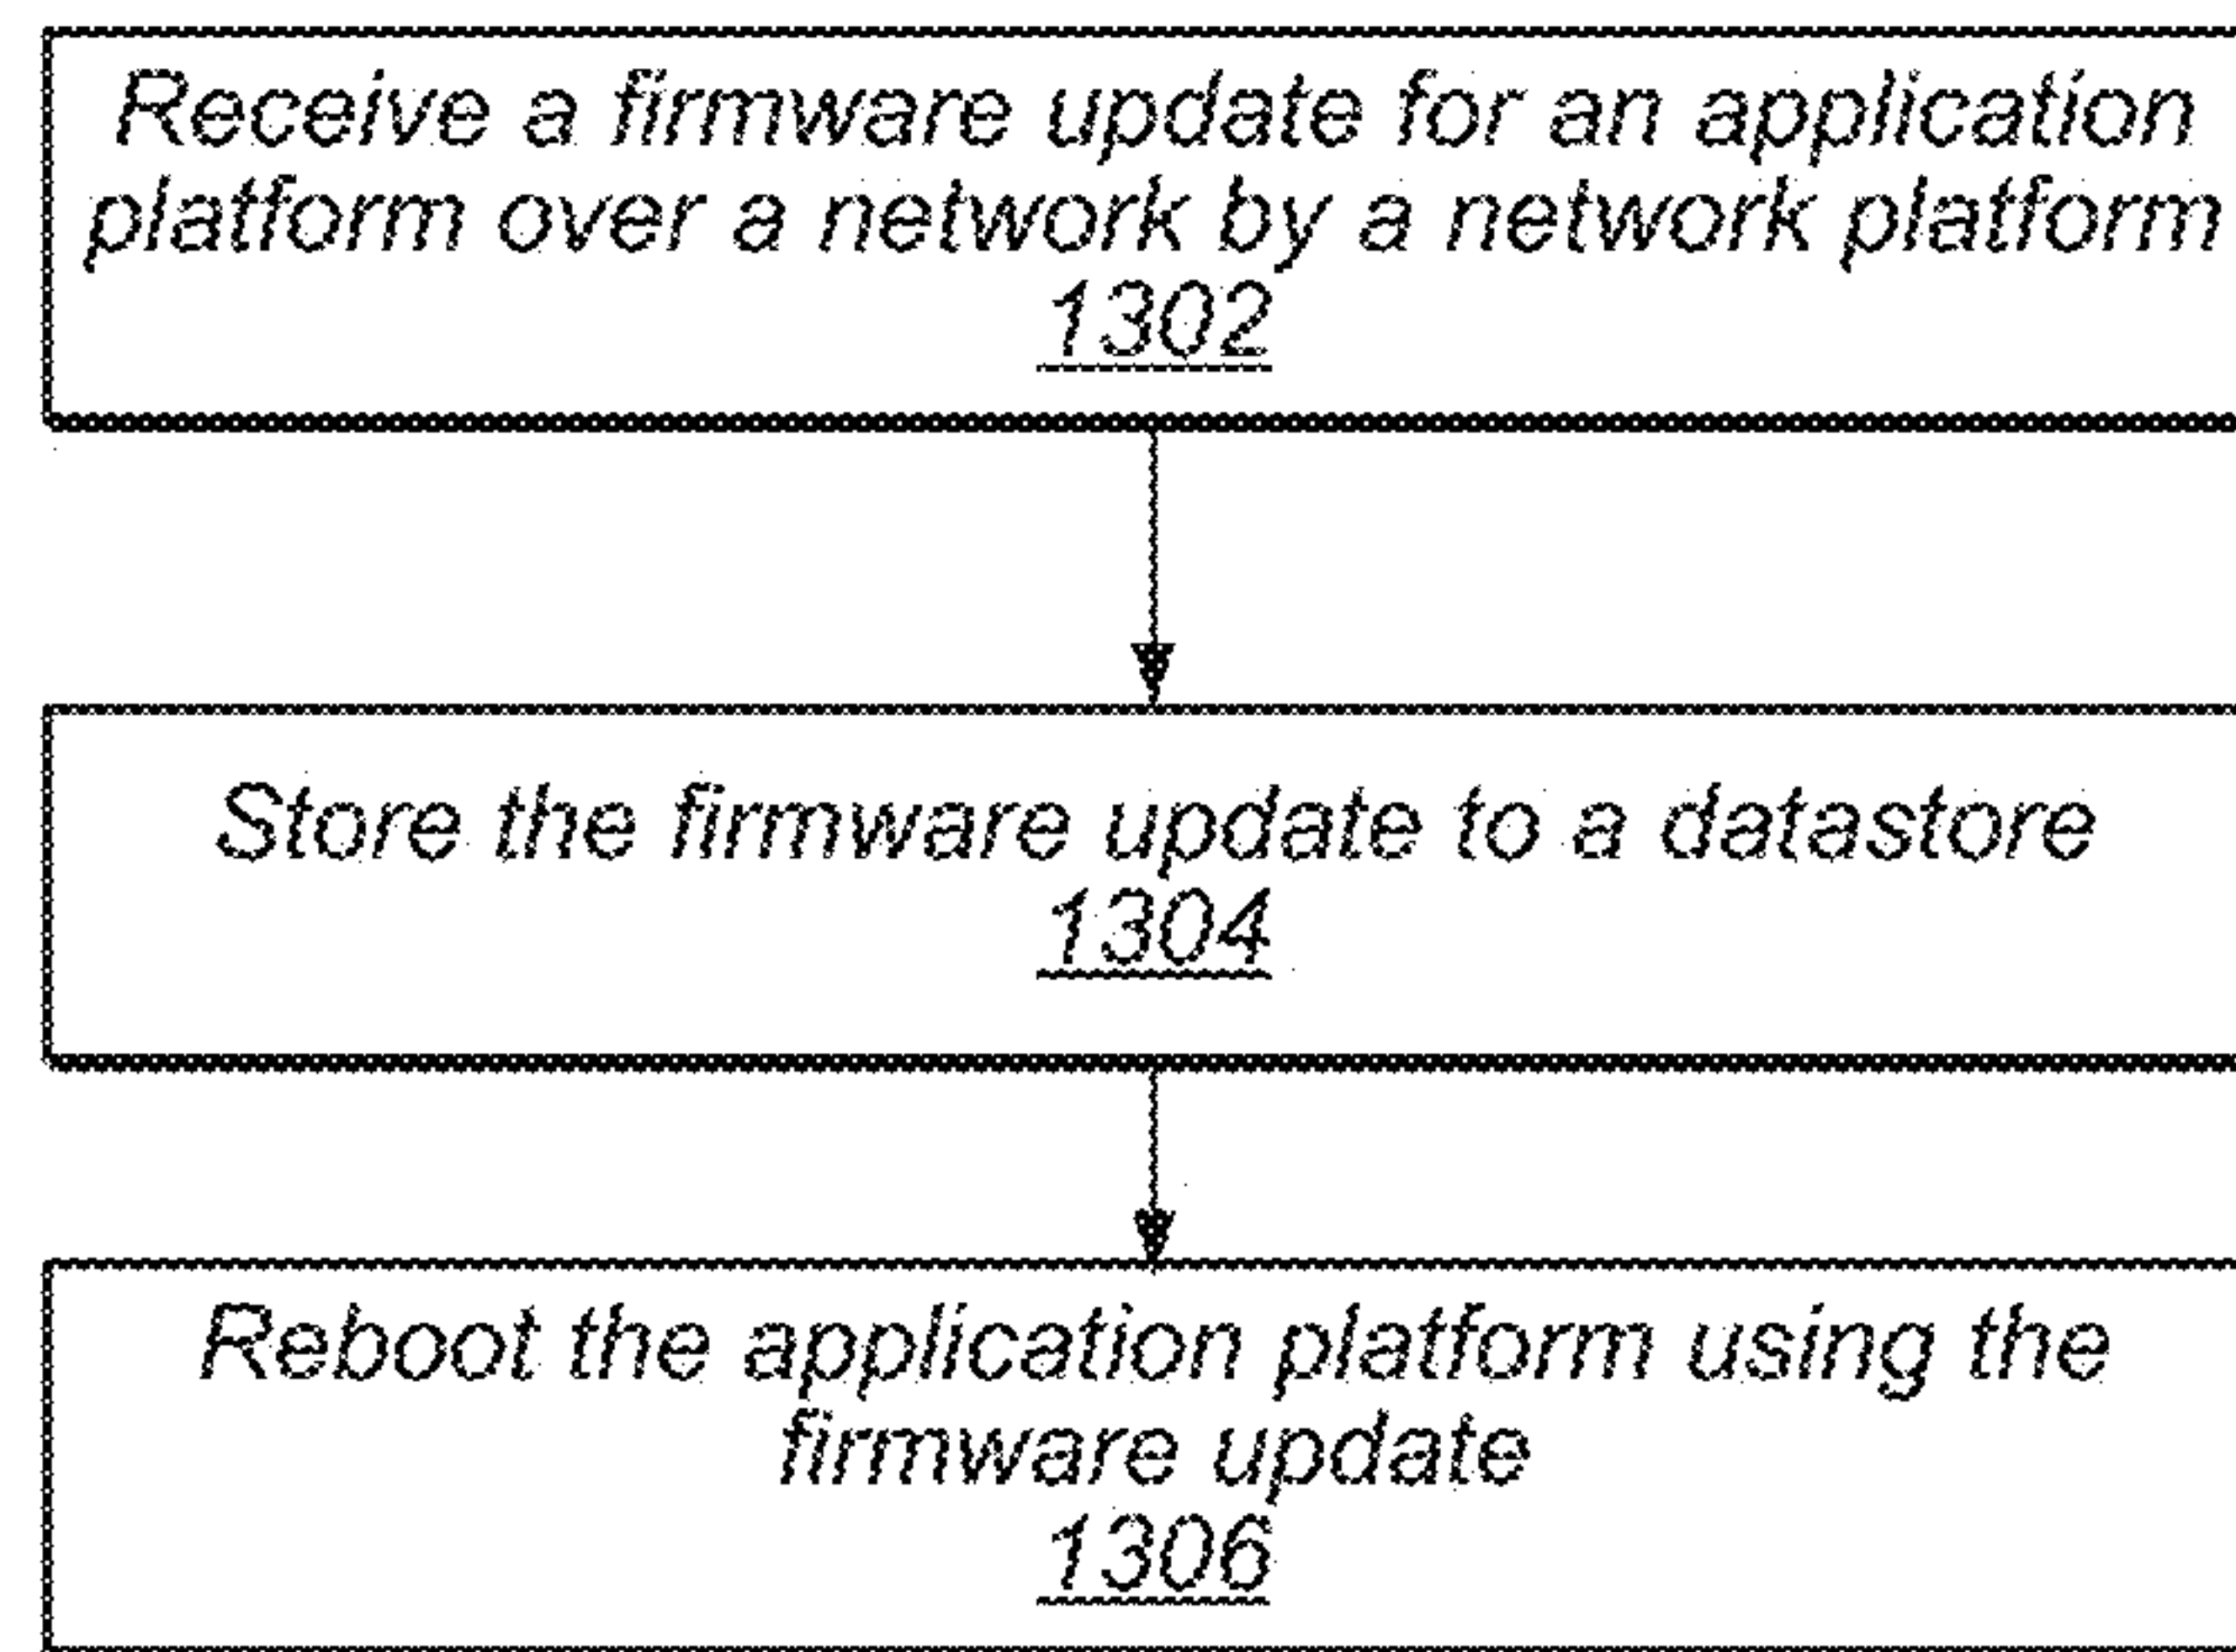 Receive a firmware update for an application
platform over a network by a network platform
1302
Store the firmware update to a datastore
1304
Reboot the application platform using the
firmware update
1306